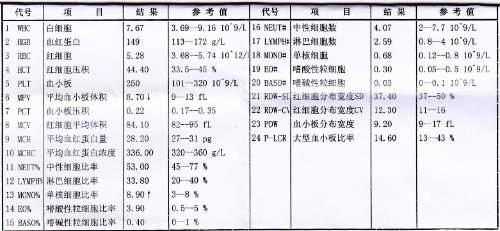 代号 项目 结果 参考值 代号 项目 结果 参考值
1 WBC 白细胞 7.67 3.69-9.16 10^9/L
2 HGB 血红蛋白 149 113-172 g/L
3 RBC 红细胞 5.28 3.68-5.74 10^12/
4 HCT 红细胞压积 44.40 33.5-45 %
5 PLT 血小板 250 101-320 10^9/L
6 MPV 平均血小板体积 8.70↓ 9-13 fL
7 PCT 血小板压积 0.22 0.17-0.35
8 MCV 红细胞平均体积 84.10 82-95 fL
9 MCH 平均血红蛋白量 28.20 27-31 pg
10 MCHC 平均血红蛋白浓度 336.00 320-360 g/L
11 NEUT% 中性细胞比率 53.00 45-77 %
12 LYMPH% 淋巴细胞比率 33.80 20-40 %
13 MONO% 单核细胞比率 8.90↑ 3-8 %
14 EO% 嗜酸性粒细胞比率 3.90 0.5-5 %
15 BASO% 嗜碱性粒细胞比率 0.40 0-1 %
16 NEUT# 中性细胞数 4.07 2-7.7 10^9/L
17 LYMPH# 淋巴细胞数 2.59 0.8-4 10^9/L
18 MONO# 单核细胞 0.68 0.12-0.8 10^9/L
19 EO# 嗜酸性粒细胞 0.30 0.05-0.5 10^9/L
20 BASO# 嗜碱性粒细胞 0.03 0-0.1 10^9/L
21 RDW-SD 红细胞分布宽度SD 37.40 37-50 %
22 RDW-CV 红细胞分布宽度CV 12.30 11-16
23 PDW 血小板分布宽度 9.20 9-17 fL
24 P-LCR 大型血小板比率 14.60 13-43 %